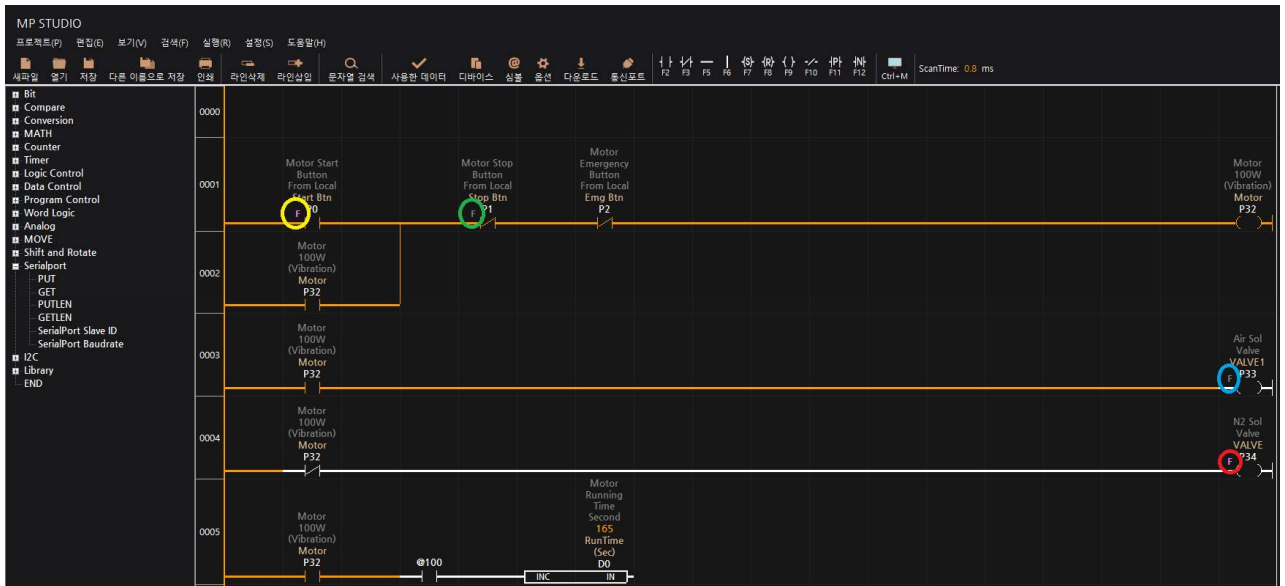 MP STUDIO
프로젝트(P) 편집(E) 보기(V) 검색(F) 실행(R) 설정(S) 도움말(H)
새파일 열기 저장 다른 이름으로 저장 인쇄 라인삭제 라인삽입 문자열 검색 사용한 데이터 디바이스 심볼 옵션 다운로드 통신포트 F2 F3 F5 F6 F7 F8 F9 F10 F11 F12 Ctrl+M ScanTime: 0.8 ms
Bit
Compare
Conversion
MATH
Counter
Timer
Logic Control
Data Control
Program Control
Word Logic
Analog
MOVE
Shift and Rotate
Serialport
PUT
GET
PUTLEN
GETLEN
SerialPort Slave ID
SerialPort Baudrate
I2C
Library
END
0000
0001
Motor Start
Button
From Local
Start Btn
F P0
Motor Stop
Button
From Local
Stop Btn
F P1
Motor
Emergency
Button
From Local
Emg Btn
P2
Motor
100W
(Vibration)
Motor
P32
0002
Motor
100W
(Vibration)
Motor
P32
0003
Motor
100W
(Vibration)
Motor
P32
Air Sol
Valve
VALVE1
F P33
0004
Motor
100W
(Vibration)
Motor
P32
N2 Sol
Valve
VALVE
F P34
0005
Motor
100W
(Vibration)
Motor
P32
@100
Motor
Running
Time
Second
165
RunTime
(Sec)
D0
INC IN